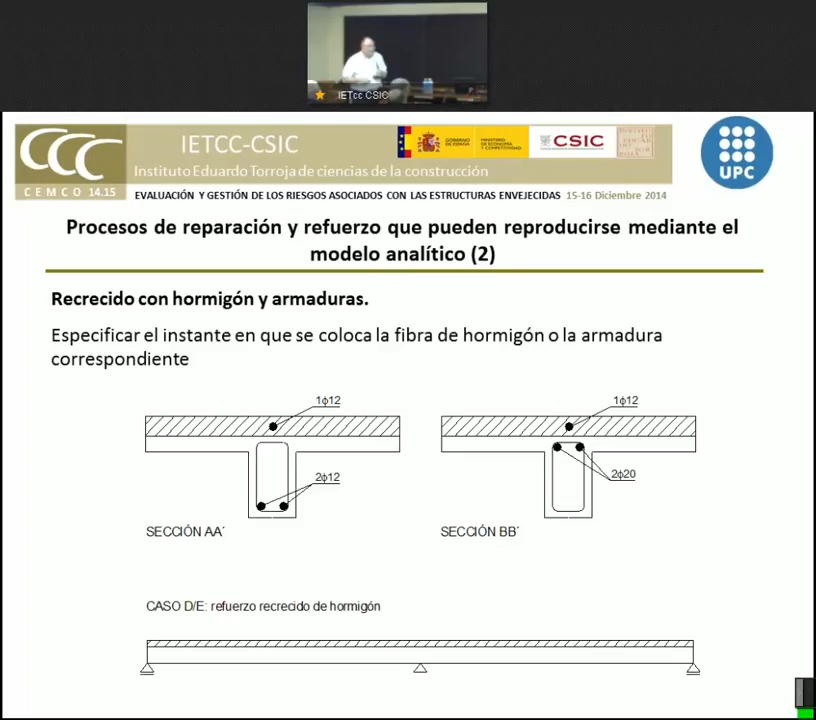 IETcc CSIC
CCC
CEMCO 14.15
IETCC-CSIC
Instituto Eduardo Torroja de ciencias de la construcción
GOBIERNO DE ESPAÑA
MINISTERIO DE ECONOMÍA Y COMPETITIVIDAD
CSIC
UPC
EVALUACIÓN Y GESTIÓN DE LOS RIESGOS ASOCIADOS CON LAS ESTRUCTURAS ENVEJECIDAS 15-16 Diciembre 2014
Procesos de reparación y refuerzo que pueden reproducirse mediante el
modelo analítico (2)
Recrecido con hormigón y armaduras.
Especificar el instante en que se coloca la fibra de hormigón o la armadura
correspondiente
1ϕ12
1ϕ12
2ϕ12
2ϕ20
SECCIÓN AA´
SECCIÓN BB´
CASO D/E: refuerzo recrecido de hormigón